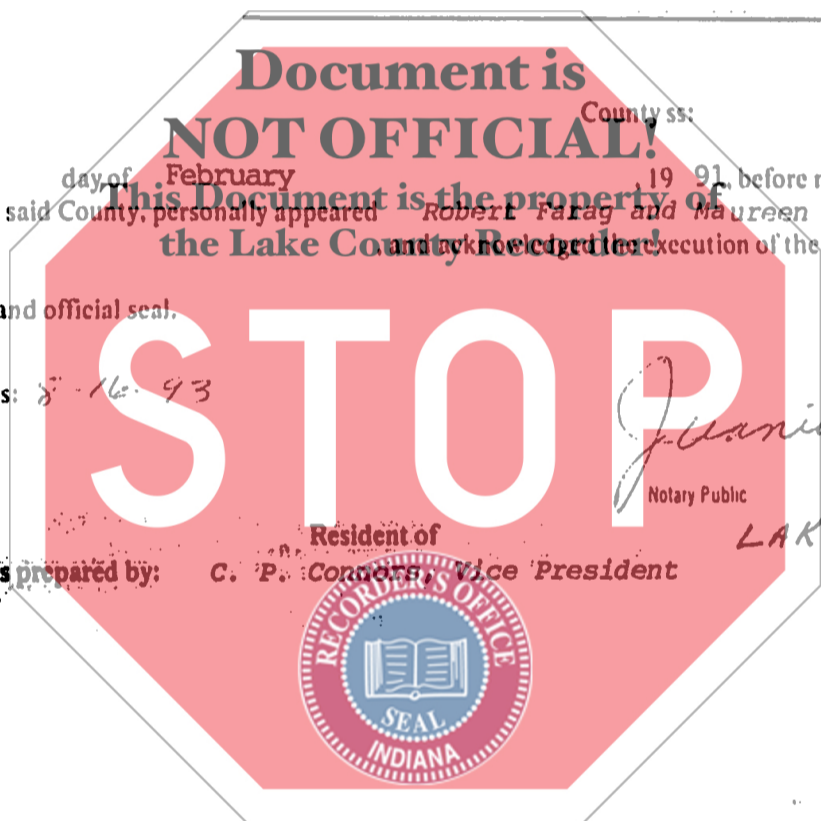 Document is
County ss:
NOT OFFICIAL!
day of February 19 91, before
This Document is the property of
said County, personally appeared Robert Farag and Maureen
the Lake County Recorder!
, and acknowledged the execution of the
and official seal.
STOP
s: 8-16-93
Notary Public
Resident of
LAK
s prepared by: C. P. Connors, Vice President
RECORDER'S OFFICE
SEAL
INDIANA